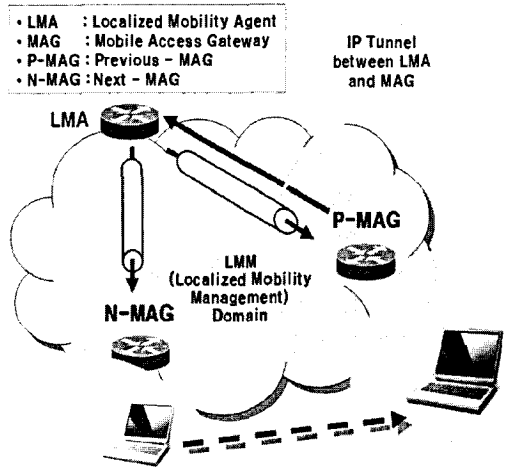 • LMA : Localized Mobility Agent
• MAG : Mobile Access Gateway
• P-MAG : Previous - MAG
• N-MAG : Next - MAG
IP Tunnel
between LMA
and MAG
LMA
P-MAG
LMM
(Localized Mobility
Management)
Domain
N-MAG